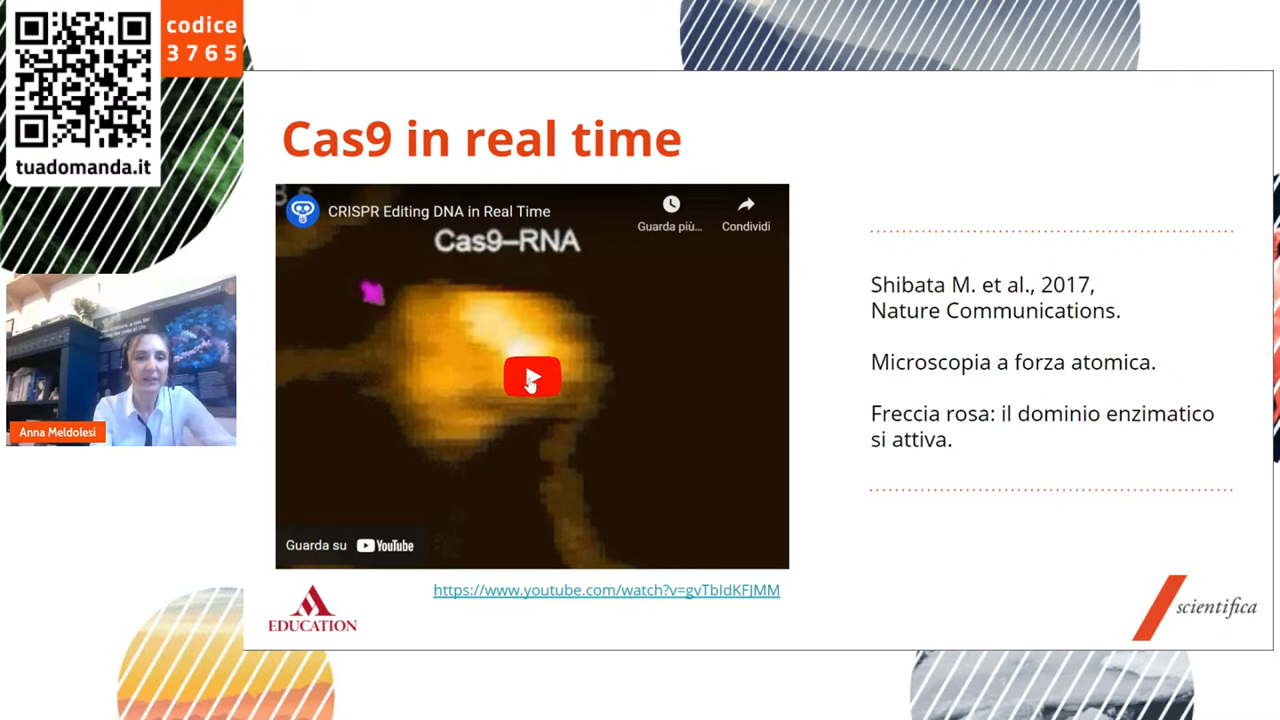 codice
3765
tuadomanda.it
Cas9 in real time
CRISPR Editing DNA in Real Time
Guarda più...
Condividi
Cas9–RNA
Guarda su YouTube
https://www.youtube.com/watch?v=gvTbIdKFJMM
Shibata M. et al., 2017,
Nature Communications.
Microscopia a forza atomica.
Freccia rosa: il dominio enzimatico
si attiva.
Anna Meldolesi
EDUCATION
scientifica